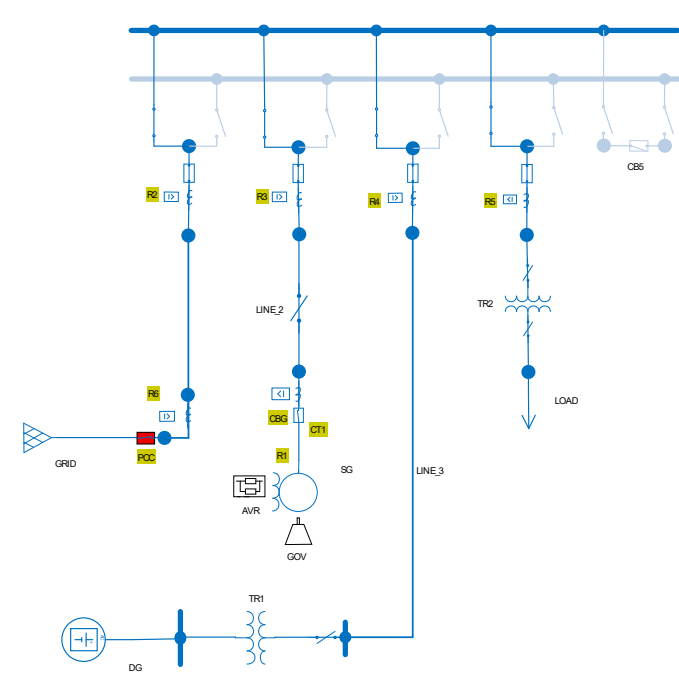 CB5
R2
R3
R4
R5
TR2
LINE_2
R6
LOAD
CBG
CT1
PCC
GRID
R1
SG
LINE_3
AVR
GOV
TR1
DG